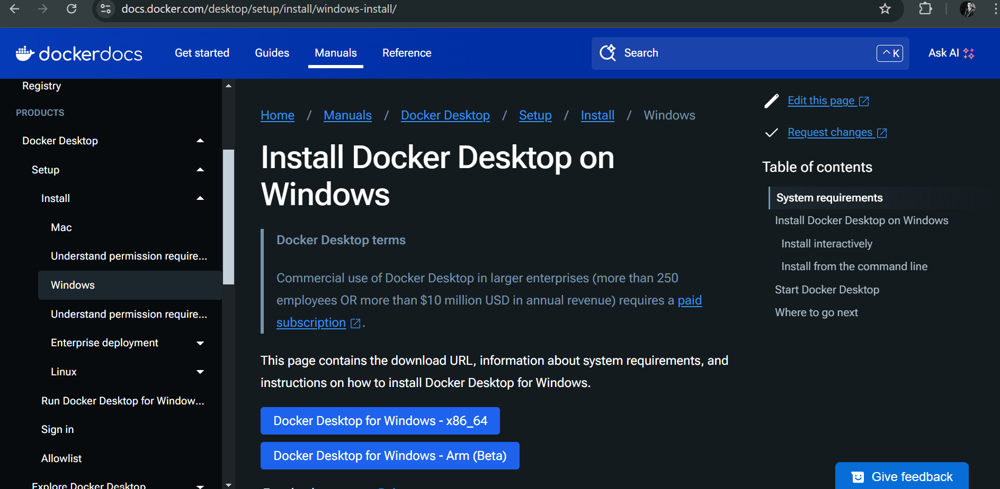 docs.docker.com/desktop/setup/install/windows-install/
dockerdocs
Get started
Guides
Manuals
Reference
Search
^ K
Ask AI
Registry
PRODUCTS
Docker Desktop
Setup
Install
Mac
Understand permission require...
Windows
Understand permission require...
Enterprise deployment
Linux
Run Docker Desktop for Window...
Sign in
Allowlist
Explore Docker Desktop
Home / Manuals / Docker Desktop / Setup / Install / Windows
Install Docker Desktop on
Windows
Docker Desktop terms
Commercial use of Docker Desktop in larger enterprises (more than 250
employees OR more than $10 million USD in annual revenue) requires a paid
subscription .
This page contains the download URL, information about system requirements, and
instructions on how to install Docker Desktop for Windows.
Docker Desktop for Windows - x86_64
Docker Desktop for Windows - Arm (Beta)
Edit this page
Request changes
Table of contents
System requirements
Install Docker Desktop on Windows
Install interactively
Install from the command line
Start Docker Desktop
Where to go next
Give feedback